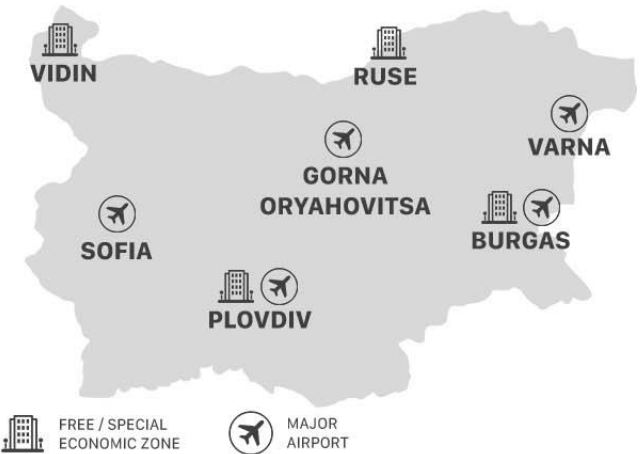 VIDIN
RUSE
VARNA
GORNA
ORYAHOVITSA
BURGAS
SOFIA
PLOVDIV
FREE / SPECIAL
ECONOMIC ZONE
MAJOR
AIRPORT